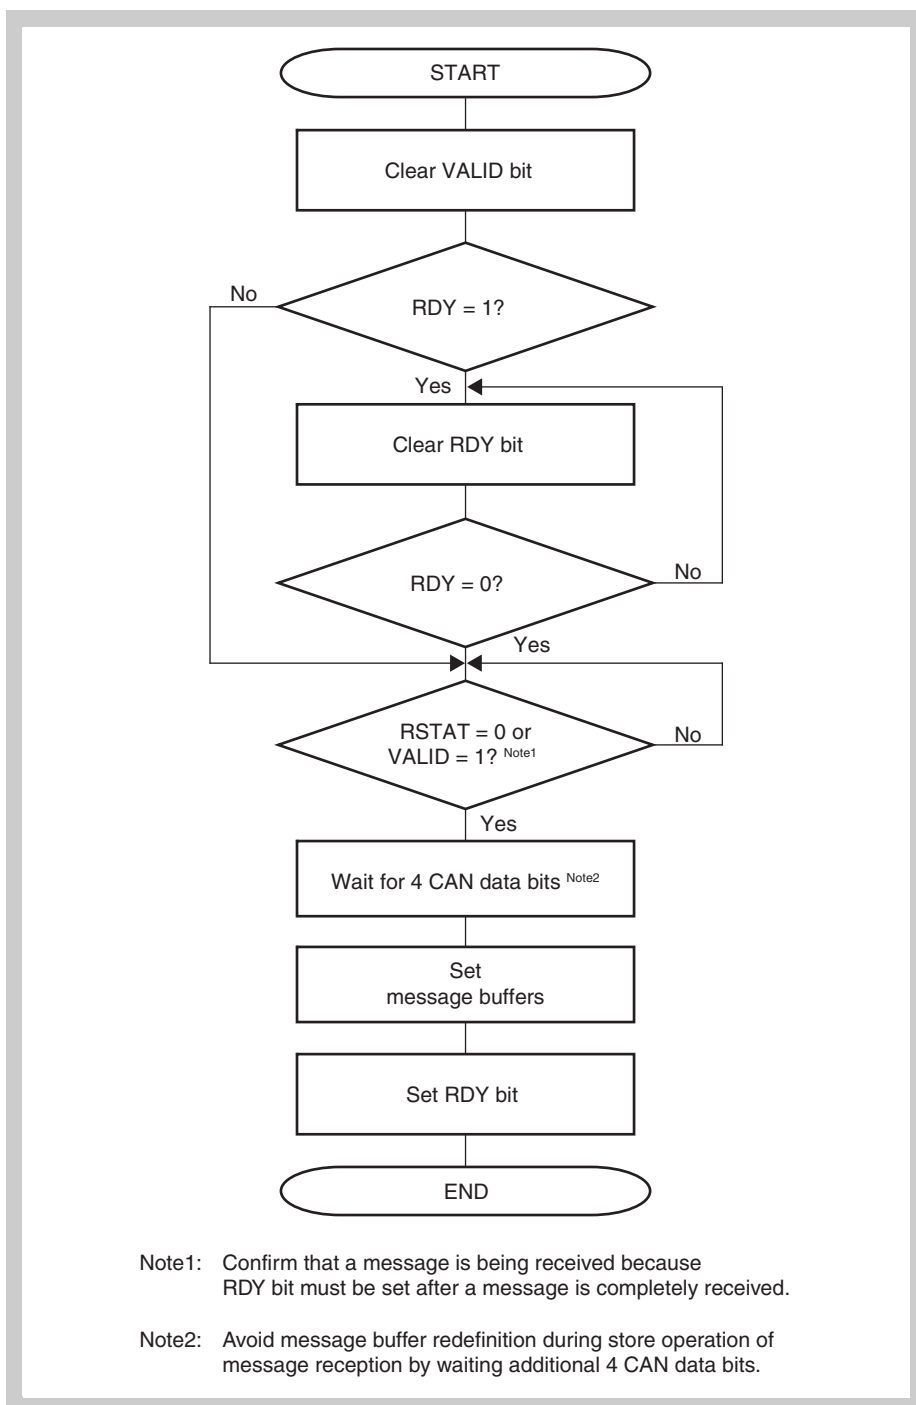 START
Clear VALID bit
RDY = 1?
No
Yes
Clear RDY bit
RDY = 0?
No
Yes
RSTAT = 0 or
VALID = 1? Note1
No
Yes
Wait for 4 CAN data bits Note2
Set
message buffers
Set RDY bit
END
Note1: Confirm that a message is being received because
RDY bit must be set after a message is completely received.
Note2: Avoid message buffer redefinition during store operation of
message reception by waiting additional 4 CAN data bits.